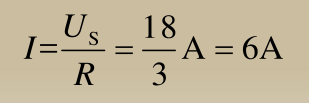 I = U_S / R = 18 / 3 A = 6A